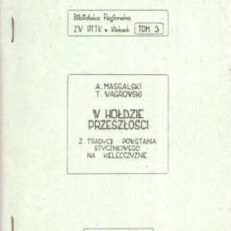 Biblioteka Regionalna
ZW PTTK w Kielcach TOM 3
A. MASSALSKI
T. WĄGROWSKI
W HOŁDZIE
PRZESZŁOŚCI
Z TRADYCJI POWSTANIA
STYCZNIOWEGO
NA KIELECCZYŹNIE